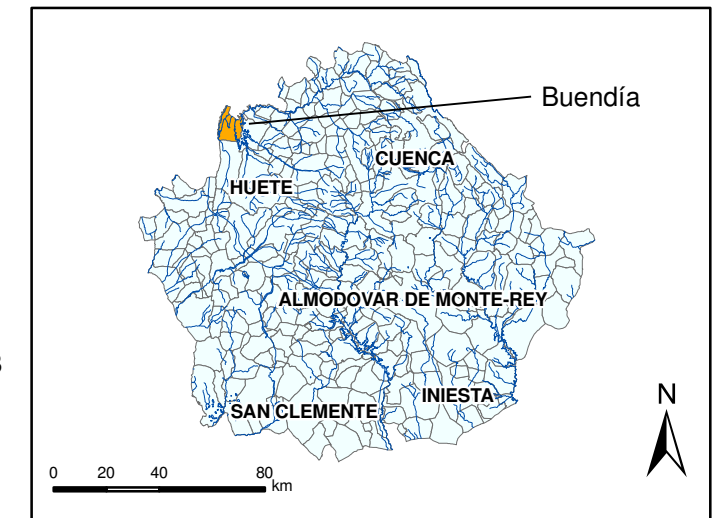 Buendía
CUENCA
HUETE
ALMODOVAR DE MONTE-REY
INIESTA
SAN CLEMENTE
N
0 20 40 80
km